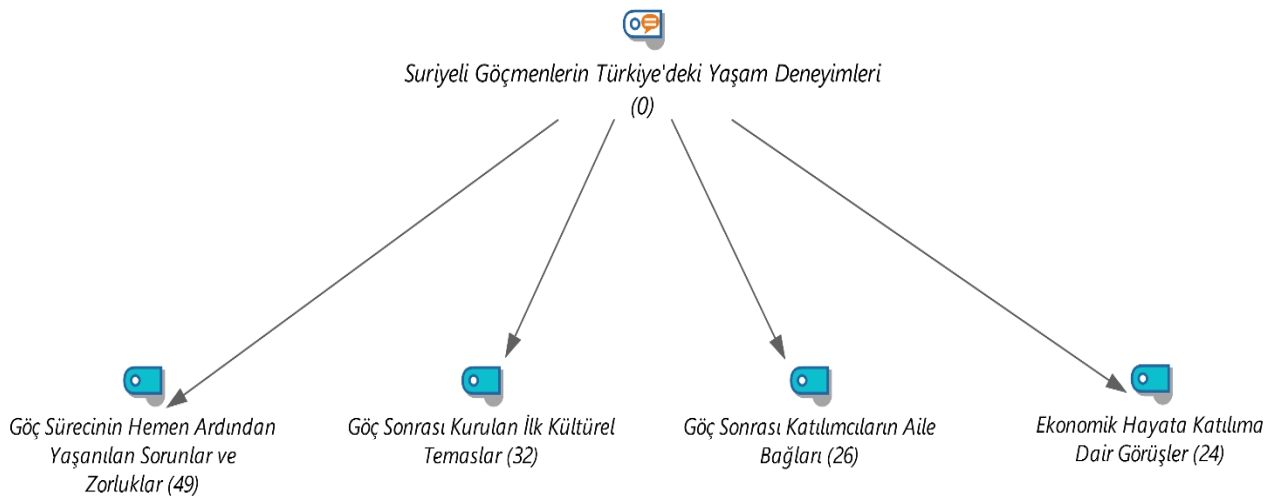 Suriyeli Göçmenlerin Türkiye'deki Yaşam Deneyimleri
(0)
Göç Sürecinin Hemen Ardından
Yaşanılan Sorunlar ve
Zorluklar (49)
Göç Sonrası Kurulan İlk Kültürel
Temaslar (32)
Göç Sonrası Katılımcıların Aile
Bağları (26)
Ekonomik Hayata Katılıma
Dair Görüşler (24)